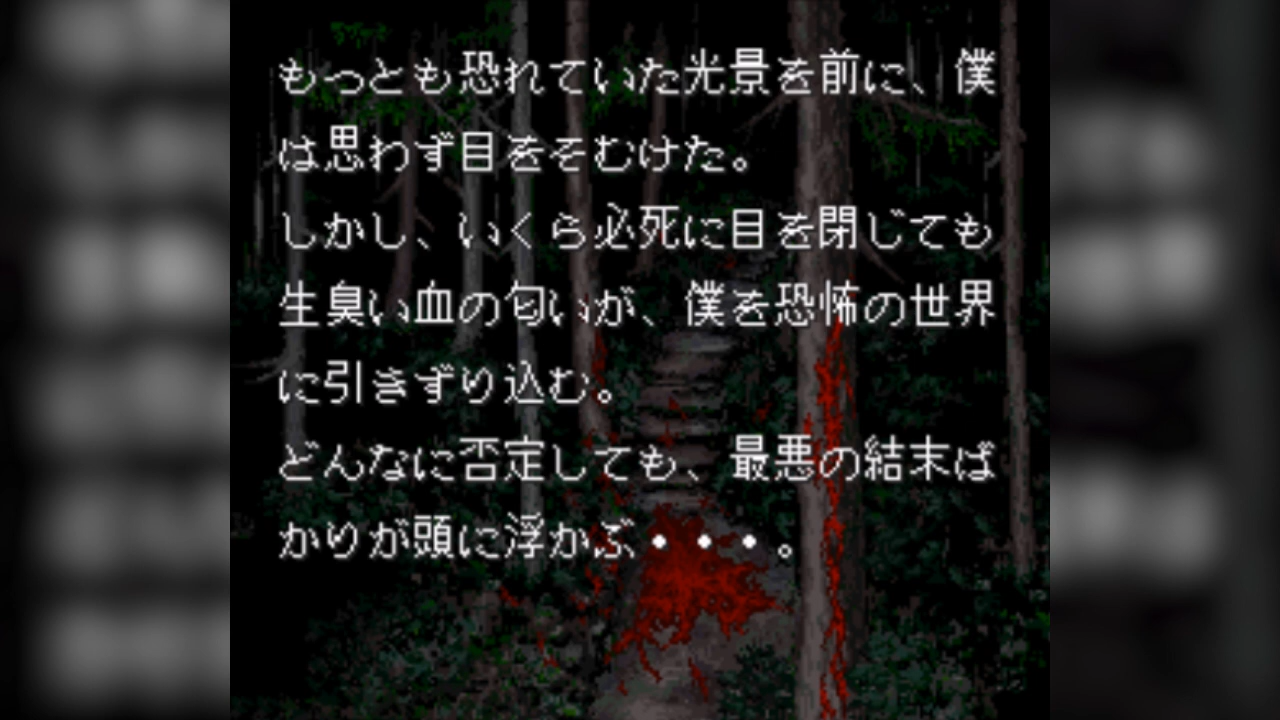 もっとも恐れていた光景を前に、僕
は思わず目をそむけた。
しかし、いくら必死に目を閉じても
生臭い血の匂いが、僕を恐怖の世界
に引きずり込む。
どんなに否定しても、最悪の結末ば
かりが頭に浮かぶ・・・。